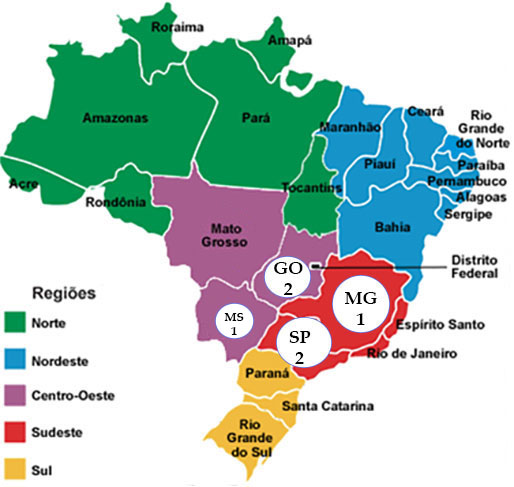 Roraima
Amapá
Amazonas
Pará
Maranhão
Ceará
Rio
Grande
do Norte
Piauí
Paraíba
Pernambuco
Alagoas
Sergipe
Acre
Rondônia
Tocantins
Bahia
Mato
Grosso
Distrito
Federal
GO
2
MG
1
MS
1
SP
2
Espírito Santo
Rio de Janeiro
Paraná
Santa Catarina
Rio
Grande
do Sul
Regiões
Norte
Nordeste
Centro-Oeste
Sudeste
Sul